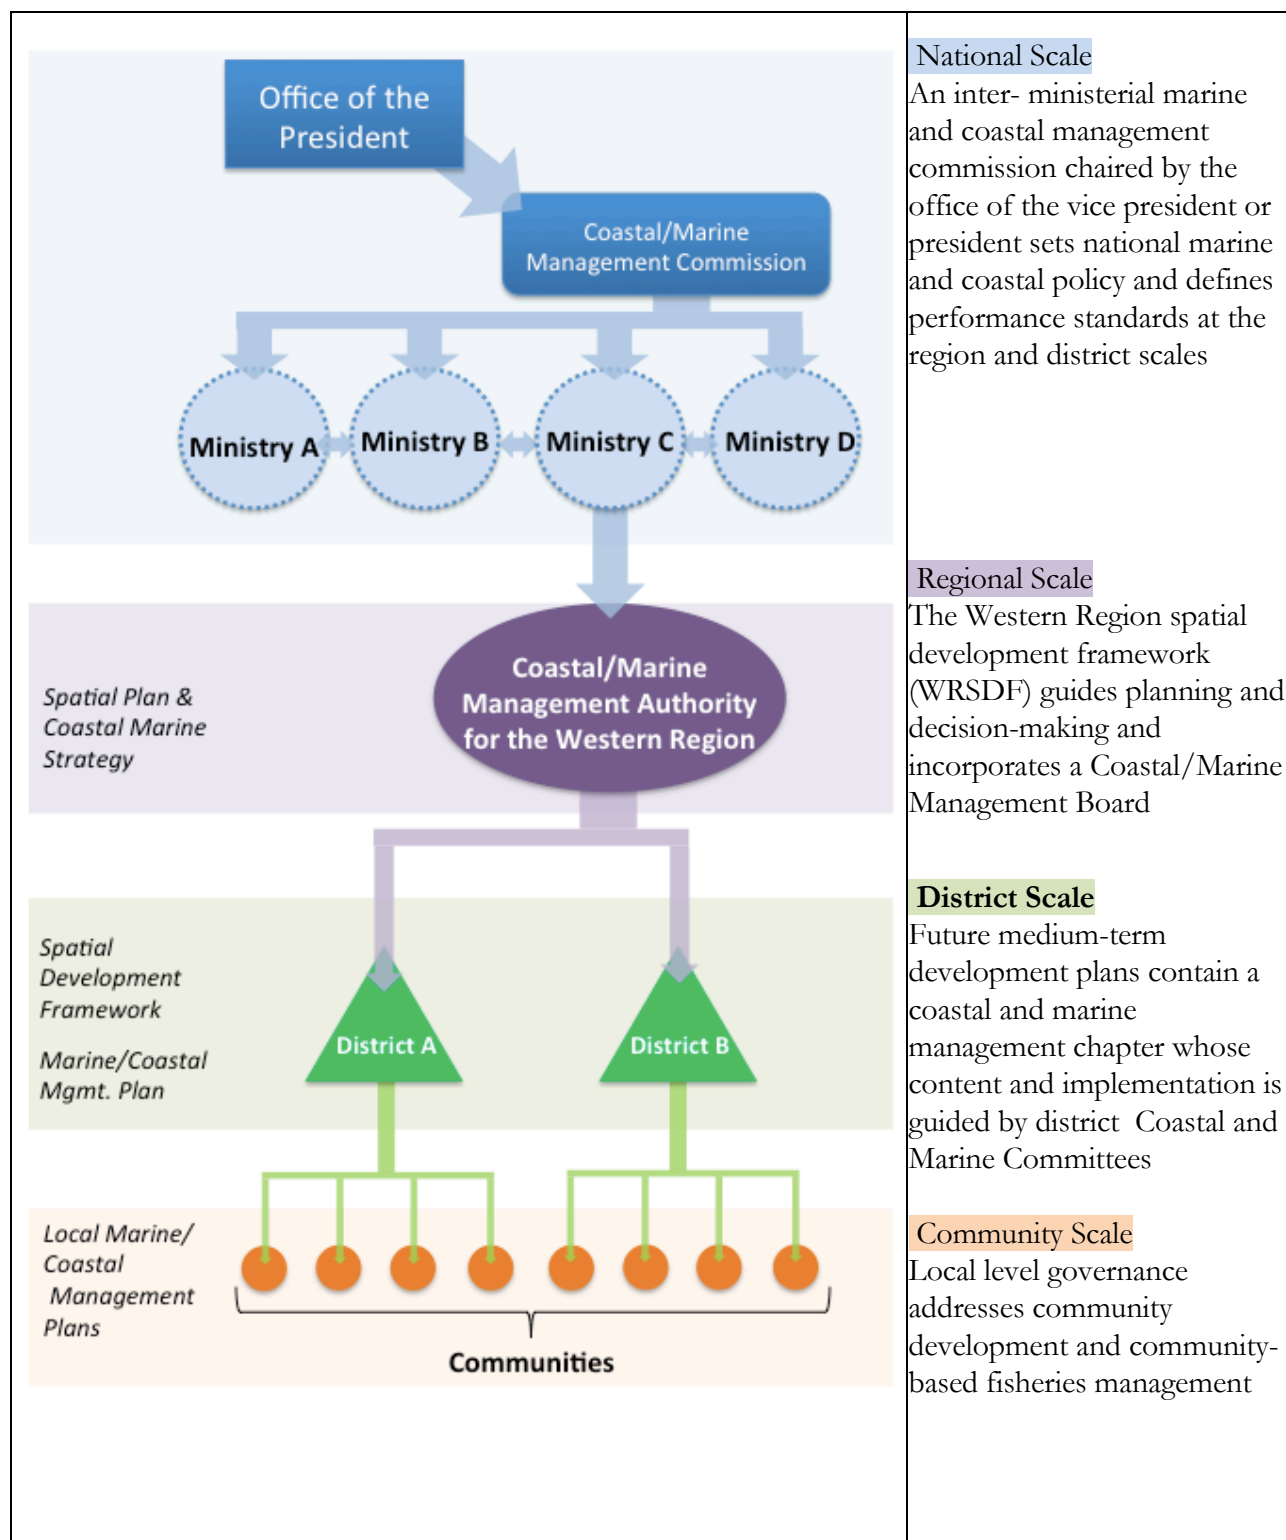 Office of the
President
Coastal/Marine
Management Commission
Ministry A
Ministry B
Ministry C
Ministry D
Spatial Plan &
Coastal Marine
Strategy
Coastal/Marine
Management Authority
for the Western Region
Spatial
Development
Framework
Marine/Coastal
Mgmt. Plan
District A
District B
Local Marine/
Coastal
Management
Plans
Communities
National Scale
An inter- ministerial marine
and coastal management
commission chaired by the
office of the vice president or
president sets national marine
and coastal policy and defines
performance standards at the
region and district scales
Regional Scale
The Western Region spatial
development framework
(WRSDF) guides planning and
decision-making and
incorporates a Coastal/Marine
Management Board
District Scale
Future medium-term
development plans contain a
coastal and marine
management chapter whose
content and implementation is
guided by district  Coastal and
Marine Committees
Community Scale
Local level governance
addresses community
development and community-
based fisheries management